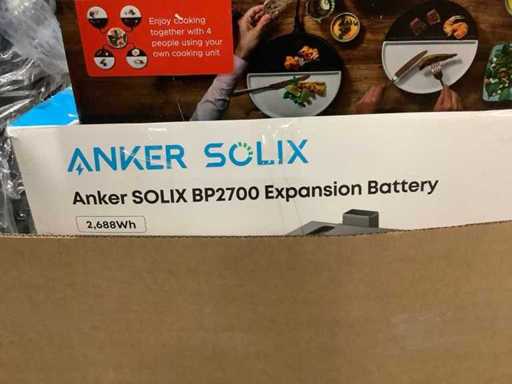 Enjoy cooking
together with 4
people using your
own cooking unit.
ANKER SOLIX
Anker SOLIX BP2700 Expansion Battery
2,688Wh